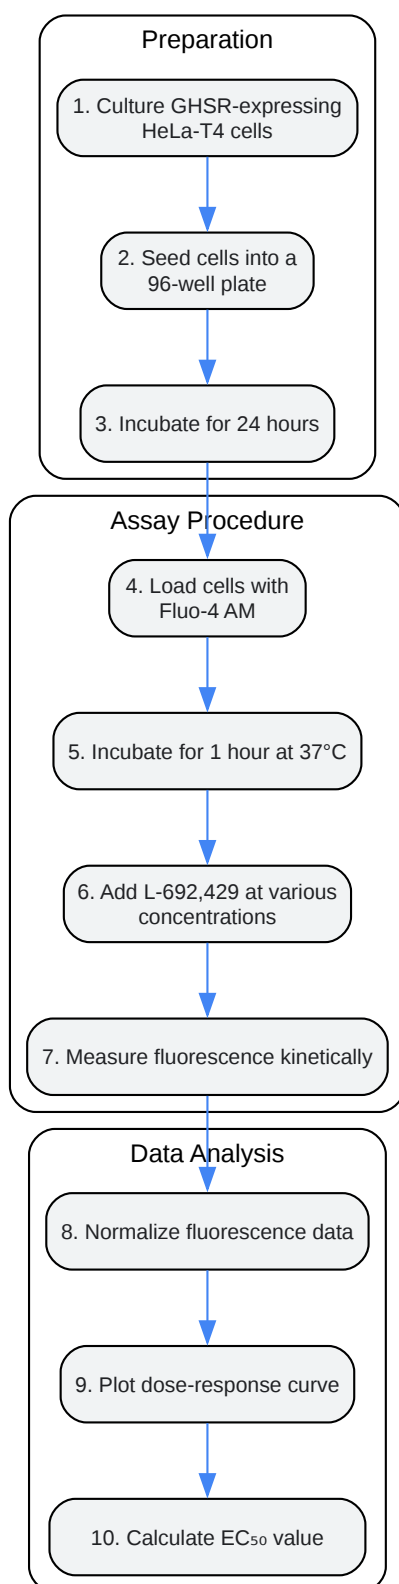 Preparation
1. Culture GHSR-expressing
HeLa-T4 cells
2. Seed cells into a
96-well plate
3. Incubate for 24 hours
Assay Procedure
4. Load cells with
Fluo-4 AM
5. Incubate for 1 hour at 37°C
6. Add L-692,429 at various
concentrations
7. Measure fluorescence kinetically
Data Analysis
8. Normalize fluorescence data
9. Plot dose-response curve
10. Calculate EC₅₀ value